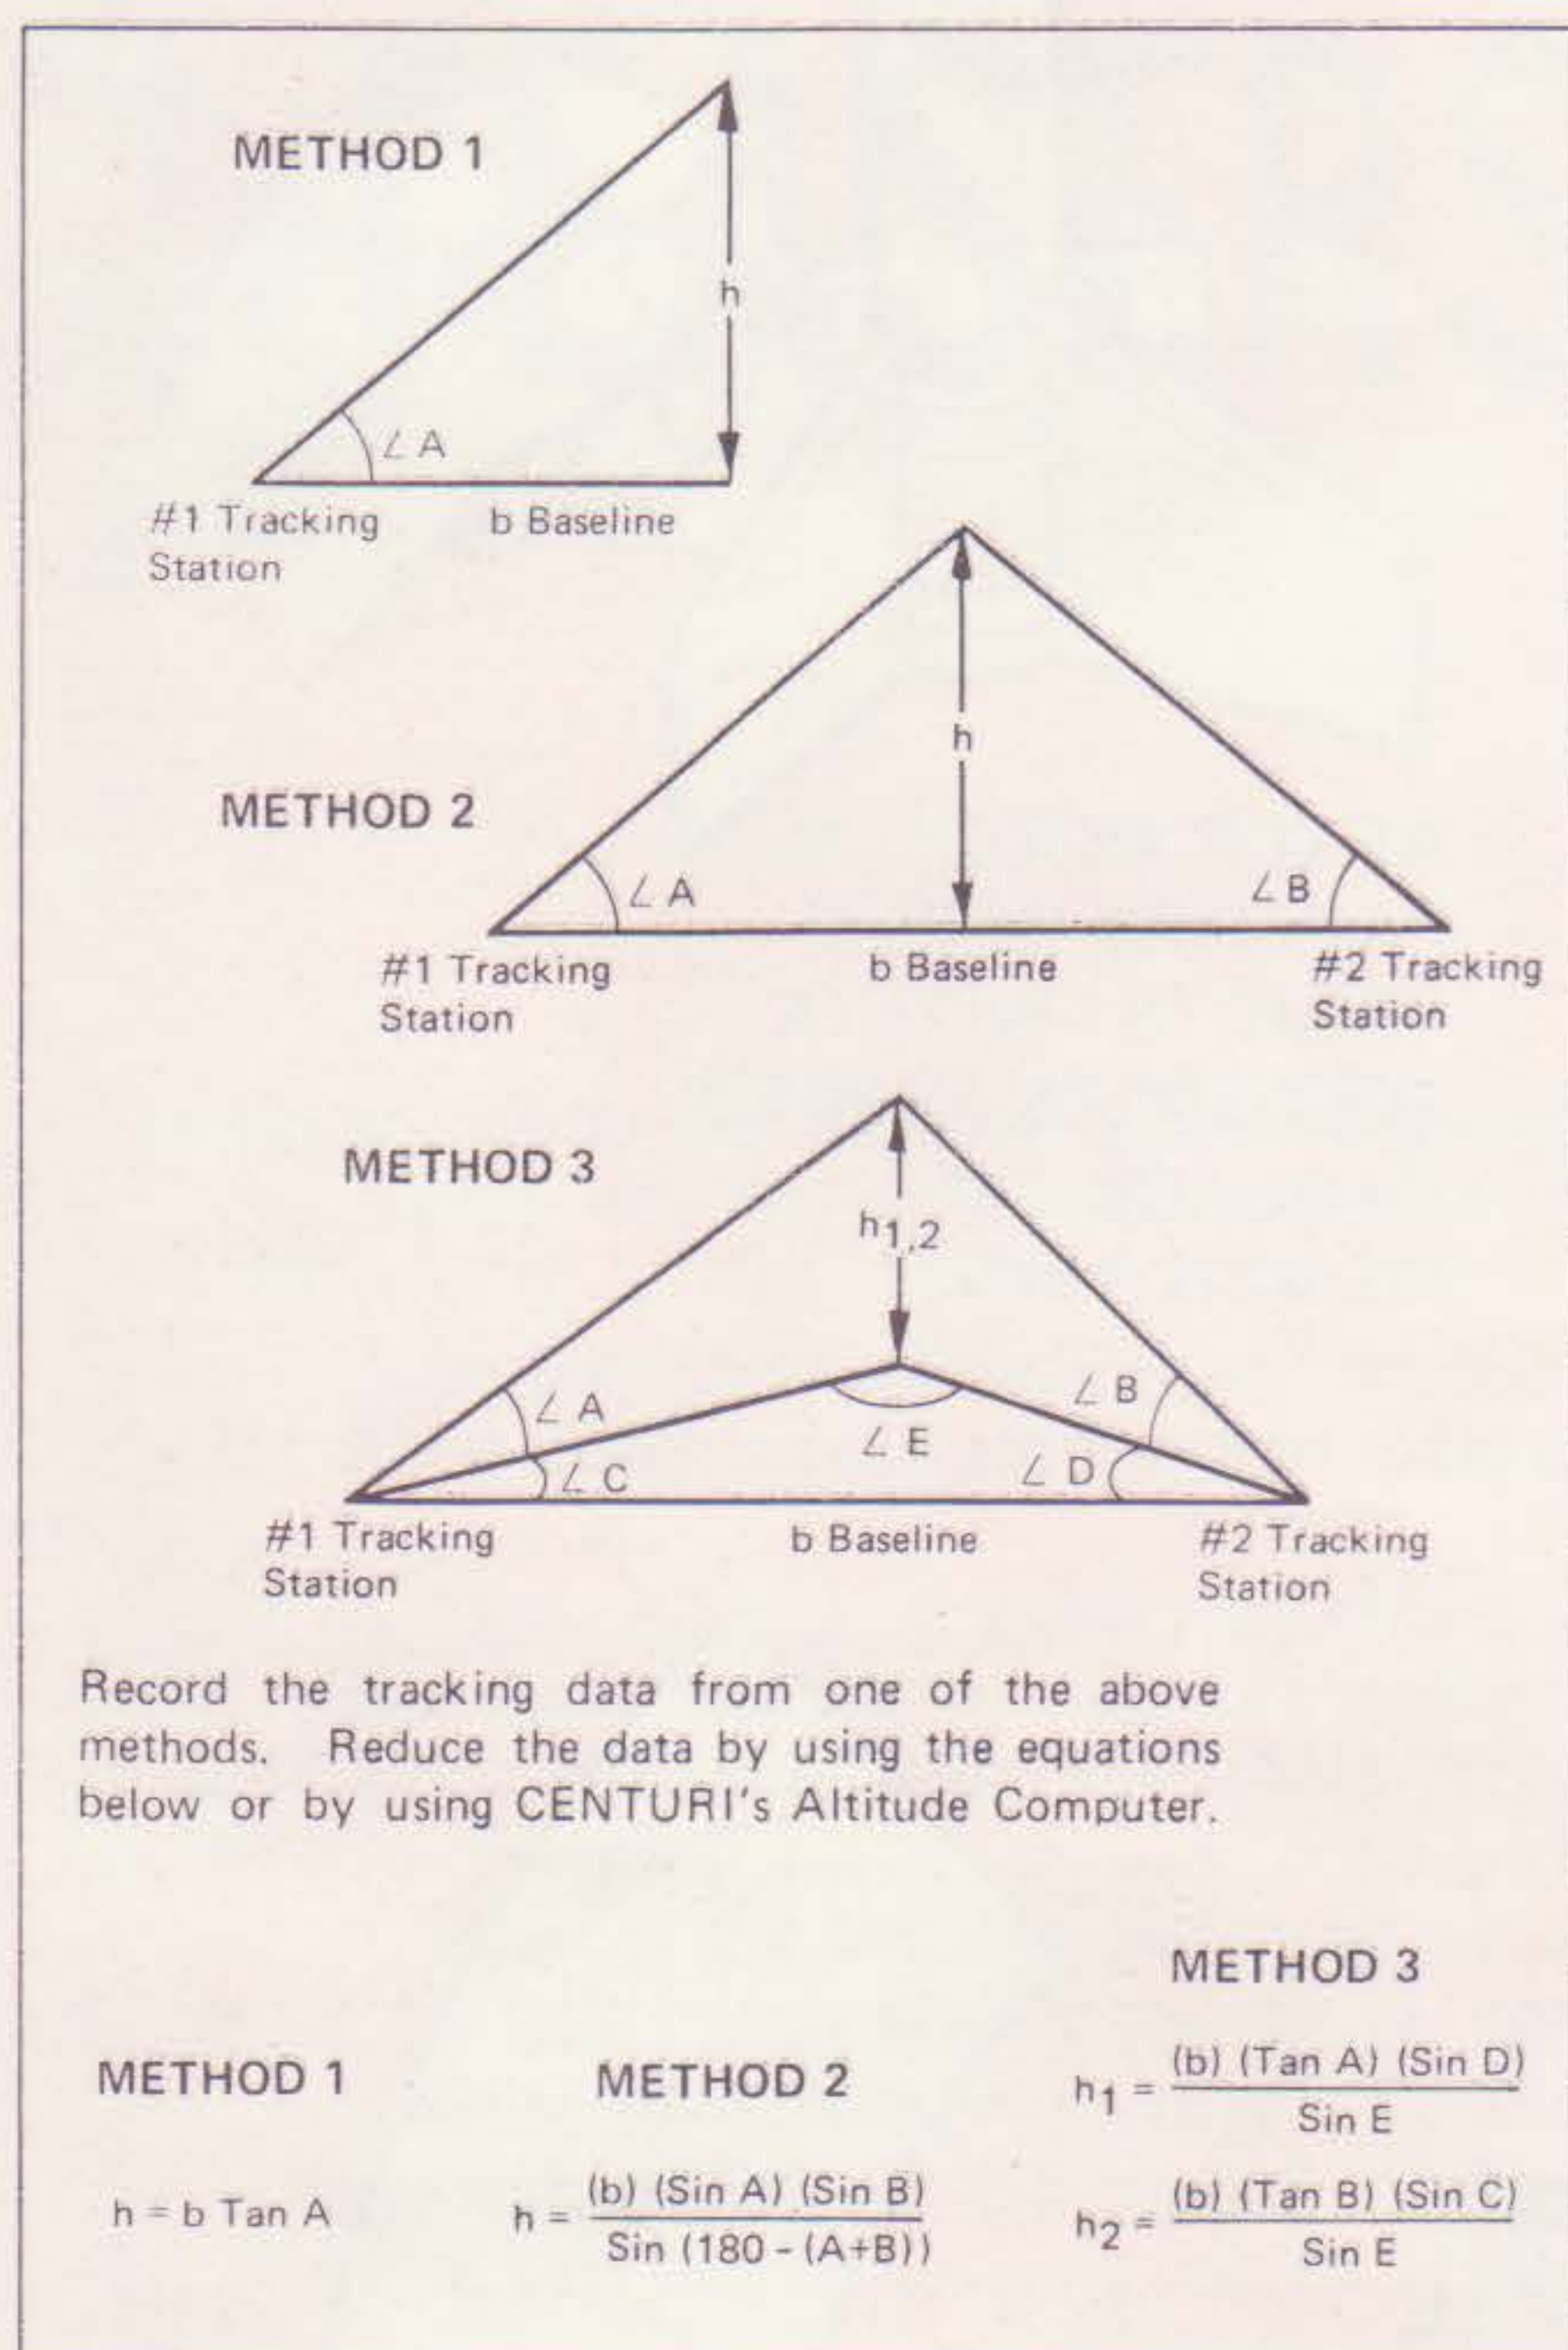 METHOD 1
h
∠ A
#1 Tracking
Station
b Baseline
METHOD 2
h
∠ A
∠ B
#1 Tracking
Station
b Baseline
#2 Tracking
Station
METHOD 3
h1,2
∠ A
∠ B
∠ E
∠ C
∠ D
#1 Tracking
Station
b Baseline
#2 Tracking
Station
Record the tracking data from one of the above
methods. Reduce the data by using the equations
below or by using CENTURI's Altitude Computer.
METHOD 1
h = b Tan A
METHOD 2
h = (b) (Sin A) (Sin B)
Sin (180 - (A+B))
METHOD 3
h1 = (b) (Tan A) (Sin D)
Sin E
h2 = (b) (Tan B) (Sin C)
Sin E